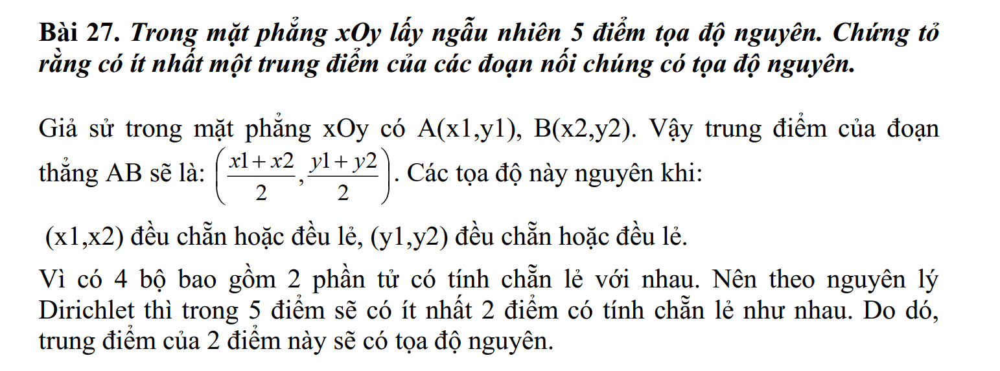 Bài 27. Trong mặt phẳng xOy lấy ngẫu nhiên 5 điểm tọa độ nguyên. Chứng tỏ
rằng có ít nhất một trung điểm của các đoạn nối chúng có tọa độ nguyên.
Giả sử trong mặt phẳng xOy có A(x1,y1), B(x2,y2). Vậy trung điểm của đoạn
thẳng AB sẽ là: \left(\frac{x1+x2}{2},\frac{y1+y2}{2}\right). Các tọa độ này nguyên khi:
(x1,x2) đều chẵn hoặc đều lẻ, (y1,y2) đều chẵn hoặc đều lẻ.
Vì có 4 bộ bao gồm 2 phần tử có tính chẵn lẻ với nhau. Nên theo nguyên lý
Dirichlet thì trong 5 điểm sẽ có ít nhất 2 điểm có tính chẵn lẻ như nhau. Do dó,
trung điểm của 2 điểm này sẽ có tọa độ nguyên.